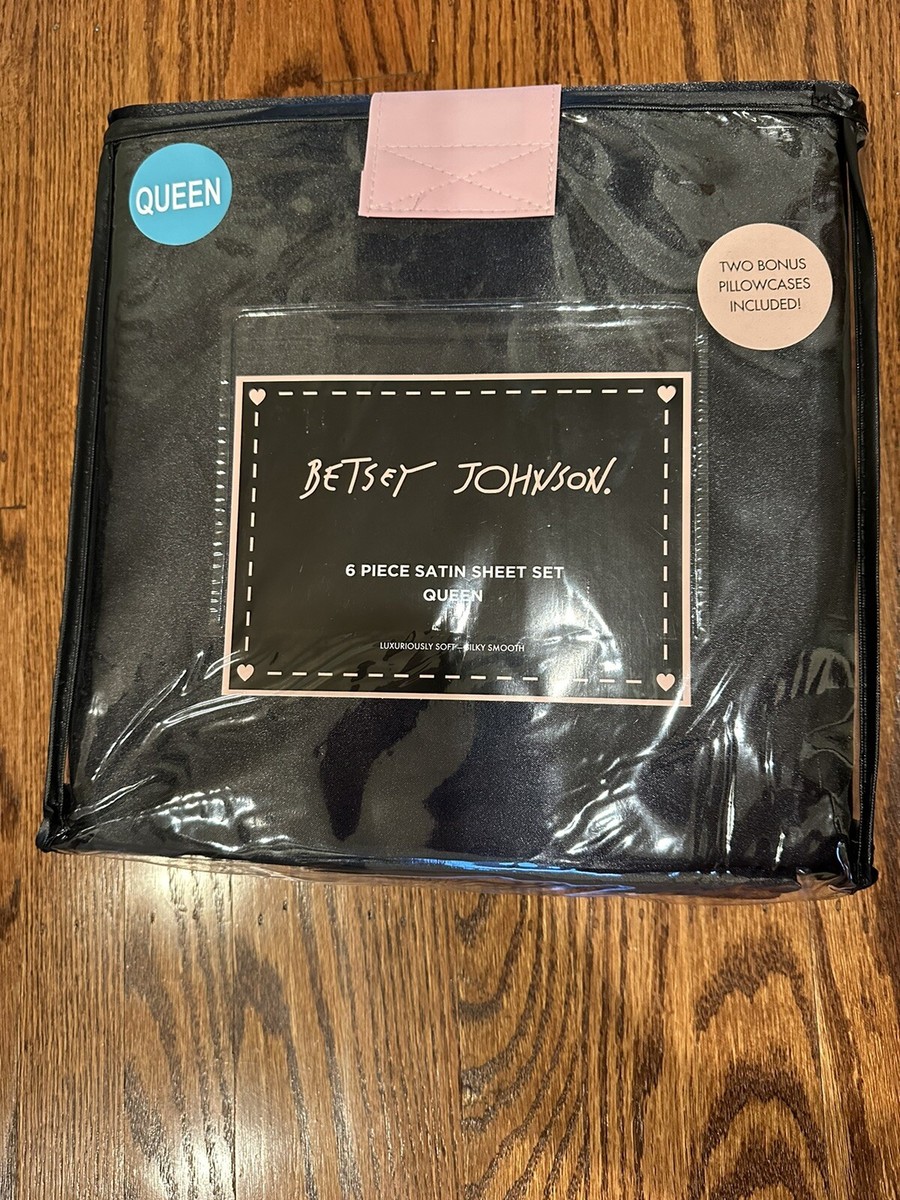 QUEEN
TWO BONUS
PILLOWCASES
INCLUDED!
BETSEY JOHNSON.
6 PIECE SATIN SHEET SET
QUEEN
LUXURIOUSLY SOFT – SILKY SMOOTH